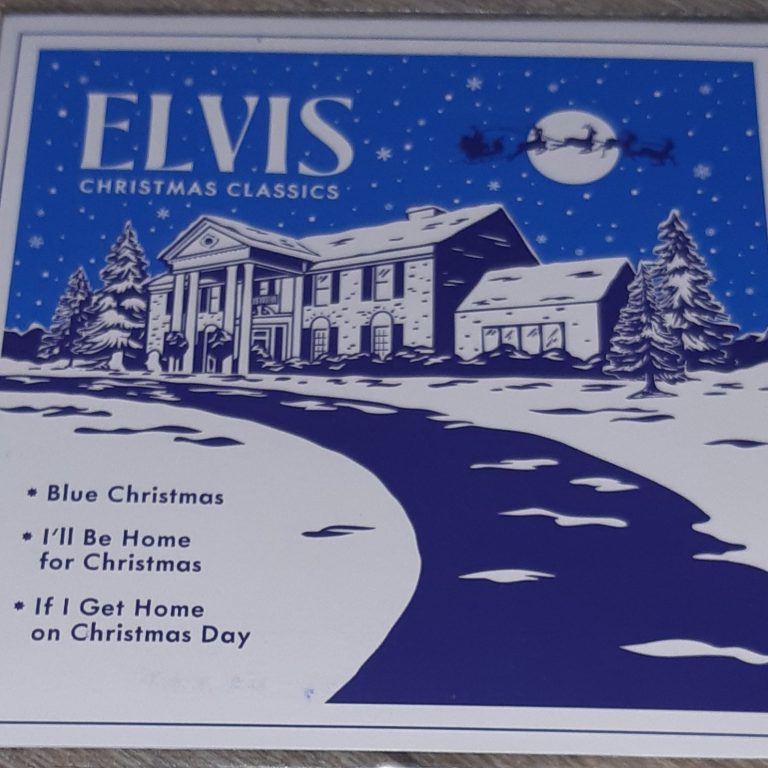 ELVIS
CHRISTMAS CLASSICS
* Blue Christmas
* I'll Be Home
for Christmas
* If I Get Home
on Christmas Day